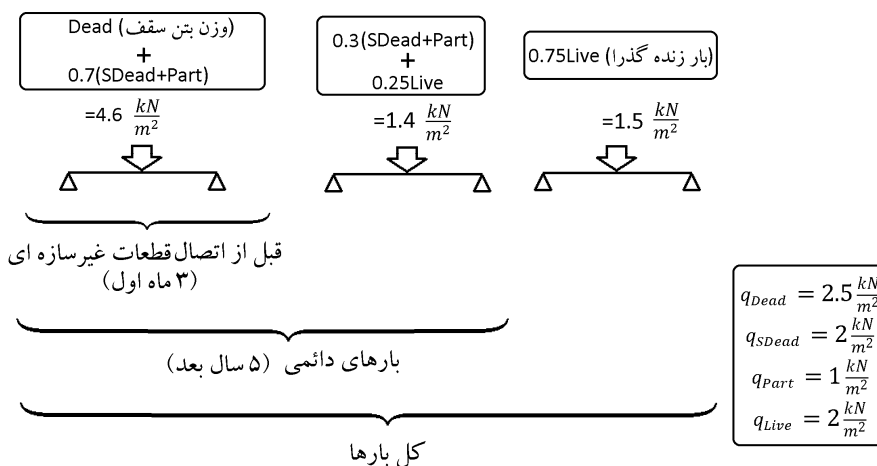 Dead (وزن بتن سقف)
+
0.7(SDead+Part)
=4.6 kN/m²
0.3(SDead+Part)
+
0.25Live
=1.4 kN/m²
0.75Live (بار زنده گذرا)
=1.5 kN/m²
قبل از اتصال قطعات غیرسازه ای
(۳ ماه اول)
بارهای دائمی (۵ سال بعد)
کل بارها
q_Dead = 2.5 kN/m²
q_SDead = 2 kN/m²
q_Part = 1 kN/m²
q_Live = 2 kN/m²